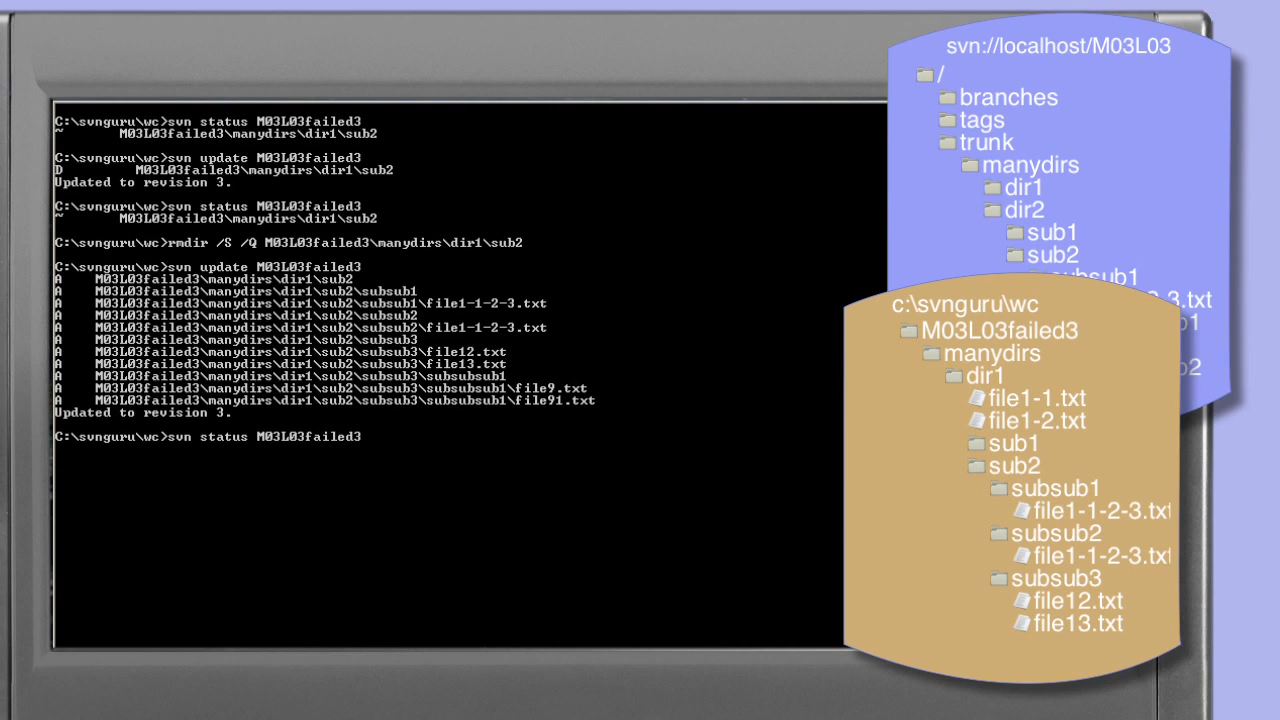 C:\svnguru\wc>svn status M03L03failed3
~ M03L03failed3\manydirs\dir1\sub2
C:\svnguru\wc>svn update M03L03failed3
D M03L03failed3\manydirs\dir1\sub2
Updated to revision 3.
C:\svnguru\wc>svn status M03L03failed3
~ M03L03failed3\manydirs\dir1\sub2
C:\svnguru\wc>rmdir /S /Q M03L03failed3\manydirs\dir1\sub2
C:\svnguru\wc>svn update M03L03failed3
A M03L03failed3\manydirs\dir1\sub2
A M03L03failed3\manydirs\dir1\sub2\subsub1
A M03L03failed3\manydirs\dir1\sub2\subsub1\file1-1-2-3.txt
A M03L03failed3\manydirs\dir1\sub2\subsub2
A M03L03failed3\manydirs\dir1\sub2\subsub2\file1-1-2-3.txt
A M03L03failed3\manydirs\dir1\sub2\subsub3
A M03L03failed3\manydirs\dir1\sub2\subsub3\file12.txt
A M03L03failed3\manydirs\dir1\sub2\subsub3\file13.txt
A M03L03failed3\manydirs\dir1\sub2\subsub3\subsubsub1
A M03L03failed3\manydirs\dir1\sub2\subsub3\subsubsub1\file9.txt
A M03L03failed3\manydirs\dir1\sub2\subsub3\subsubsub1\file91.txt
Updated to revision 3.
C:\svnguru\wc>svn status M03L03failed3
svn://localhost/M03L03
/
branches
tags
trunk
manydirs
dir1
dir2
sub1
sub2
c:\svnguru\wc
M03L03failed3
manydirs
dir1
file1-1.txt
file1-2.txt
sub1
sub2
subsub1
file1-1-2-3.txt
subsub2
file1-1-2-3.txt
subsub3
file12.txt
file13.txt